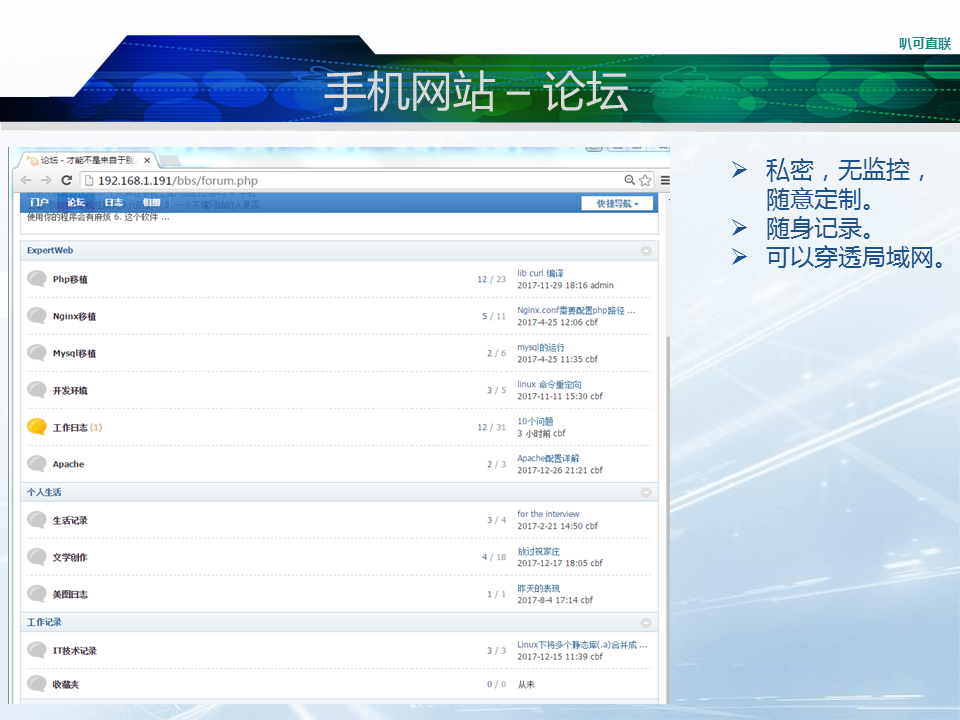 叭可直联
手机网站 – 论坛
论坛 - 才能不是来自于别
192.168.1.191/bbs/forum.php
门户 论坛 日志 相册 快捷导航
使用你的程序会有麻烦 6. 这个软件 ...
ExpertWeb
Php移植 12 / 23 lib curl 编译
2017-11-29 18:16 admin
Nginx移植 5 / 11 Nginx.conf需要配置php路径 ...
2017-4-25 12:06 cbf
Mysql移植 2 / 6 mysql的运行
2017-4-25 11:35 cbf
开发环境 3 / 5 linux 命令重定向
2017-11-11 15:30 cbf
工作日志 (1) 12 / 31 10个问题
3 小时前 cbf
Apache 2 / 3 Apache配置详解
2017-12-26 21:21 cbf
个人生活
生活记录 3 / 4 for the interview
2017-2-21 14:50 cbf
文学创作 4 / 18 放过祝家庄
2017-12-17 18:05 cbf
美图日志 1 / 1 昨天的表现
2017-8-4 17:14 cbf
工作记录
IT技术记录 3 / 3 Linux下将多个静态库(.a)合并成 ...
2017-12-15 11:39 cbf
收藏夹 0 / 0 从未
➢ 私密，无监控，
随意定制。
➢ 随身记录。
➢ 可以穿透局域网。